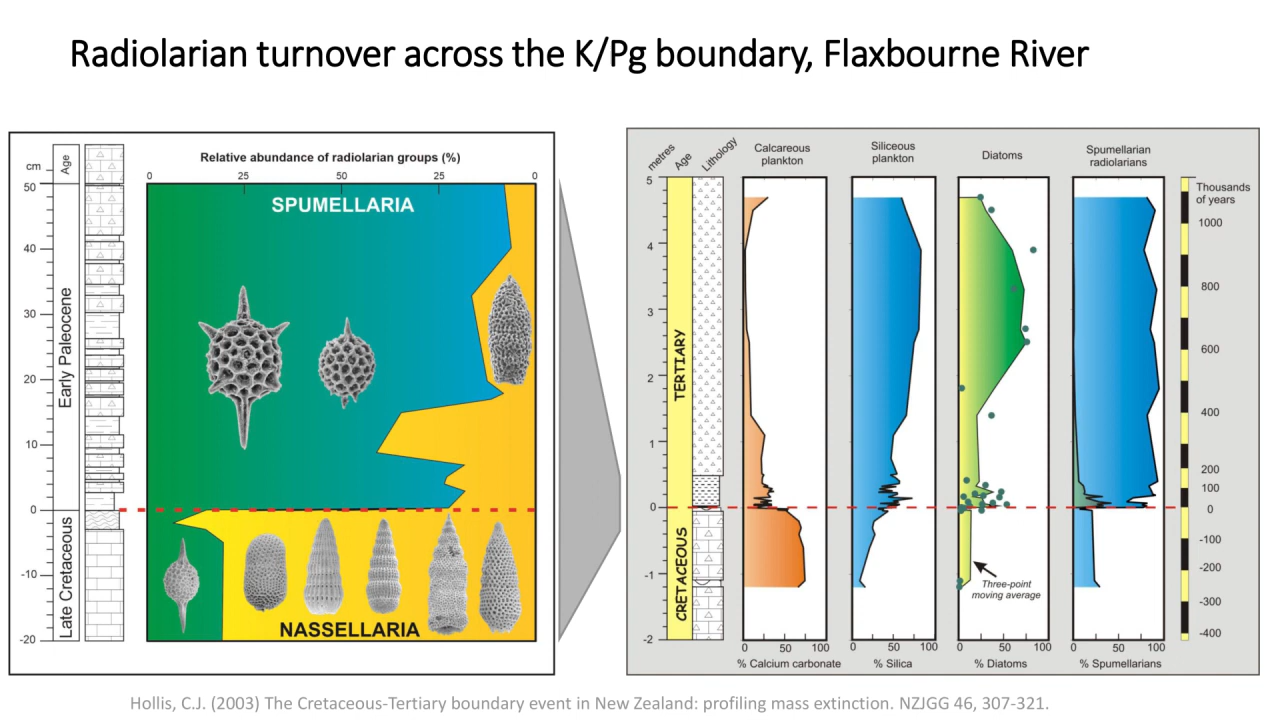 Radiolarian turnover across the K/Pg boundary, Flaxbourne River
cm
Age
Relative abundance of radiolarian groups (%)
0 25 50 25 0
50
40
30
20
10
0
-10
-20
Early Paleocene
Late Cretaceous
SPUMELLARIA
NASSELLARIA
metres
Age
Lithology
Calcareous
plankton
Siliceous
plankton
Diatoms
Spumellarian
radiolarians
5
4
3
2
1
0
-1
-2
TERTIARY
CRETACEOUS
Three-point
moving average
Thousands
of years
1000
800
600
400
200
100
0
-100
-200
-300
-400
0 50 100
0 50 100
0 50 100
0 50 100
% Calcium carbonate
% Silica
% Diatoms
% Spumellarians
Hollis, C.J. (2003) The Cretaceous-Tertiary boundary event in New Zealand: profiling mass extinction. NZJGG 46, 307-321.